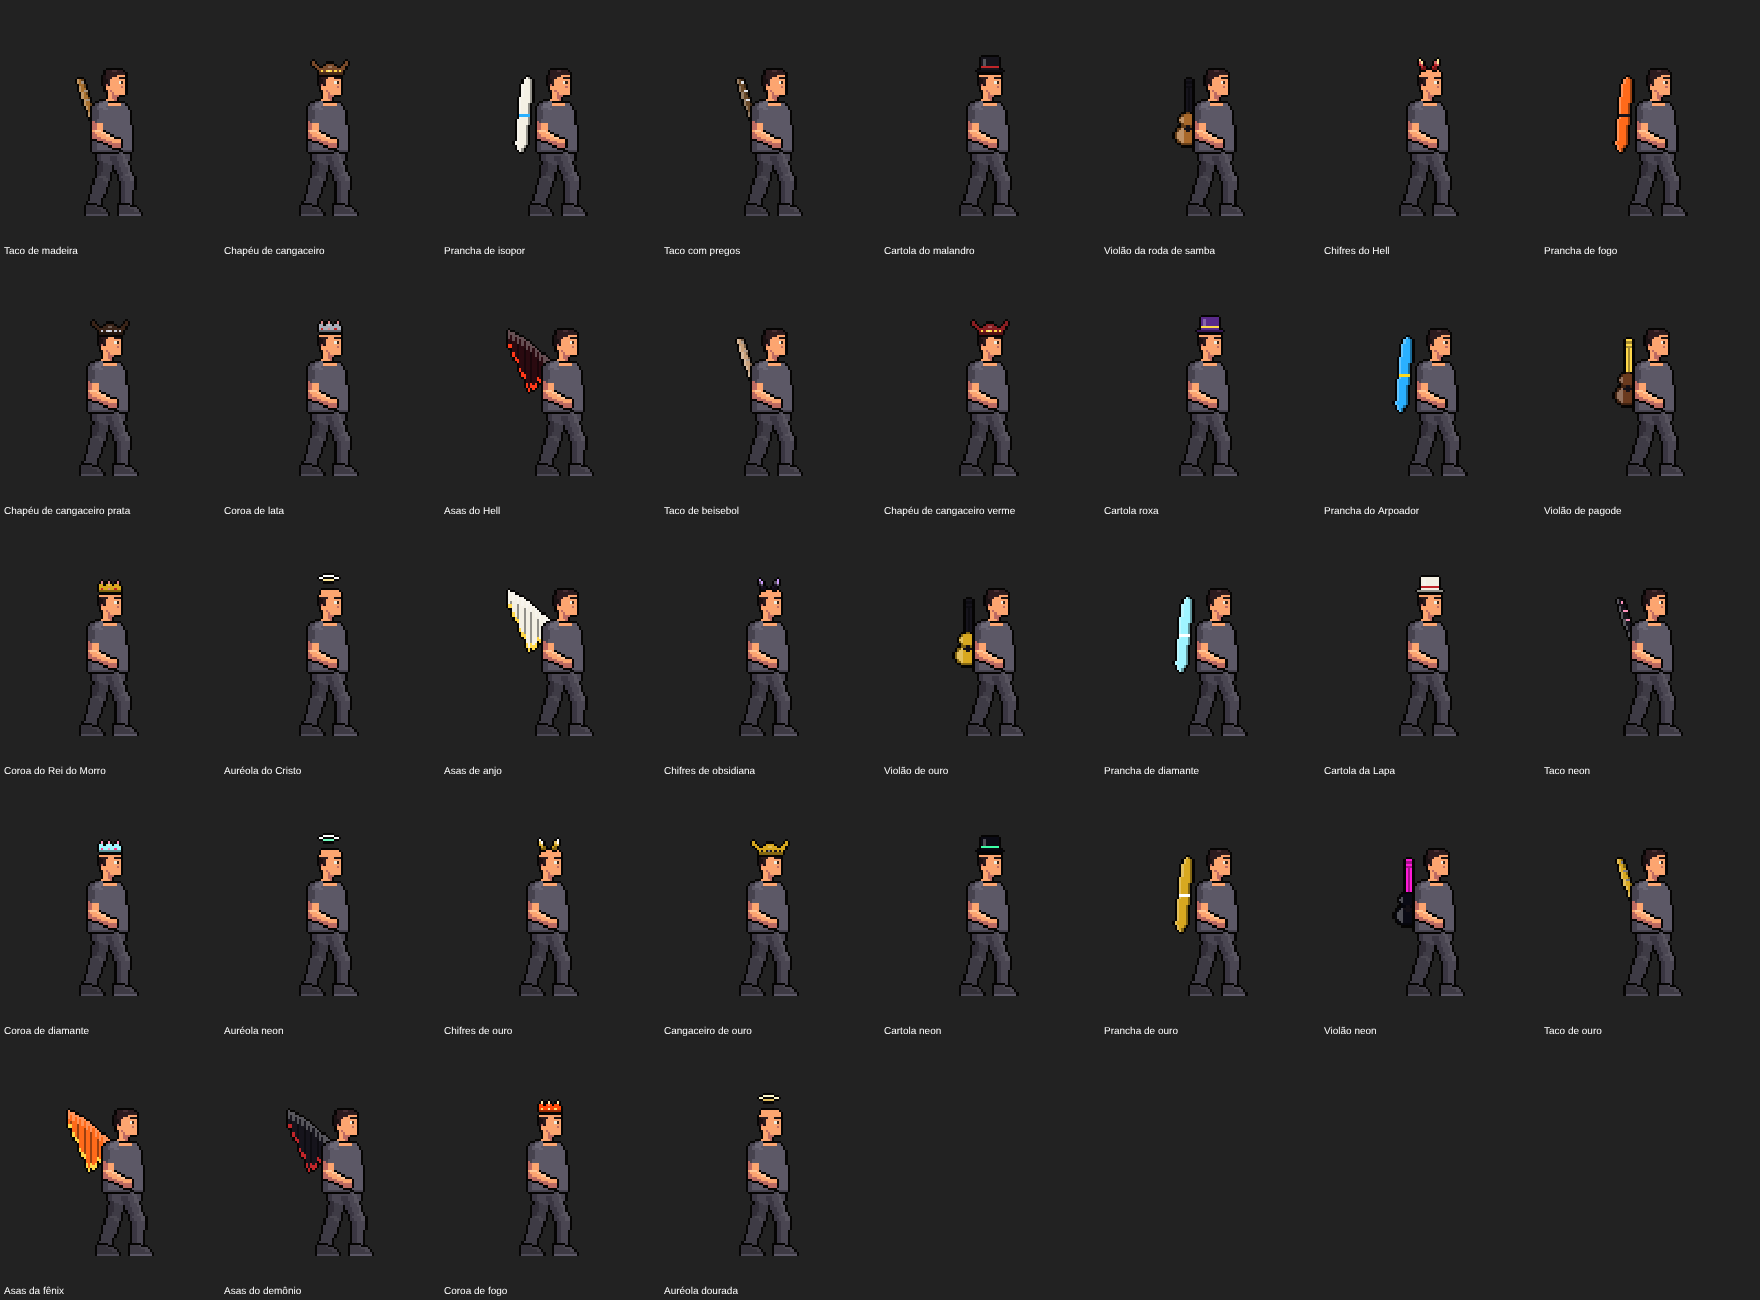 Taco de madeira
Chapéu de cangaceiro
Prancha de isopor
Taco com pregos
Cartola do malandro
Violão da roda de samba
Chifres do Hell
Prancha de fogo
Chapéu de cangaceiro prata
Coroa de lata
Asas do Hell
Taco de beisebol
Chapéu de cangaceiro verme
Cartola roxa
Prancha do Arpoador
Violão de pagode
Coroa do Rei do Morro
Auréola do Cristo
Asas de anjo
Chifres de obsidiana
Violão de ouro
Prancha de diamante
Cartola da Lapa
Taco neon
Coroa de diamante
Auréola neon
Chifres de ouro
Cangaceiro de ouro
Cartola neon
Prancha de ouro
Violão neon
Taco de ouro
Asas da fênix
Asas do demônio
Coroa de fogo
Auréola dourada